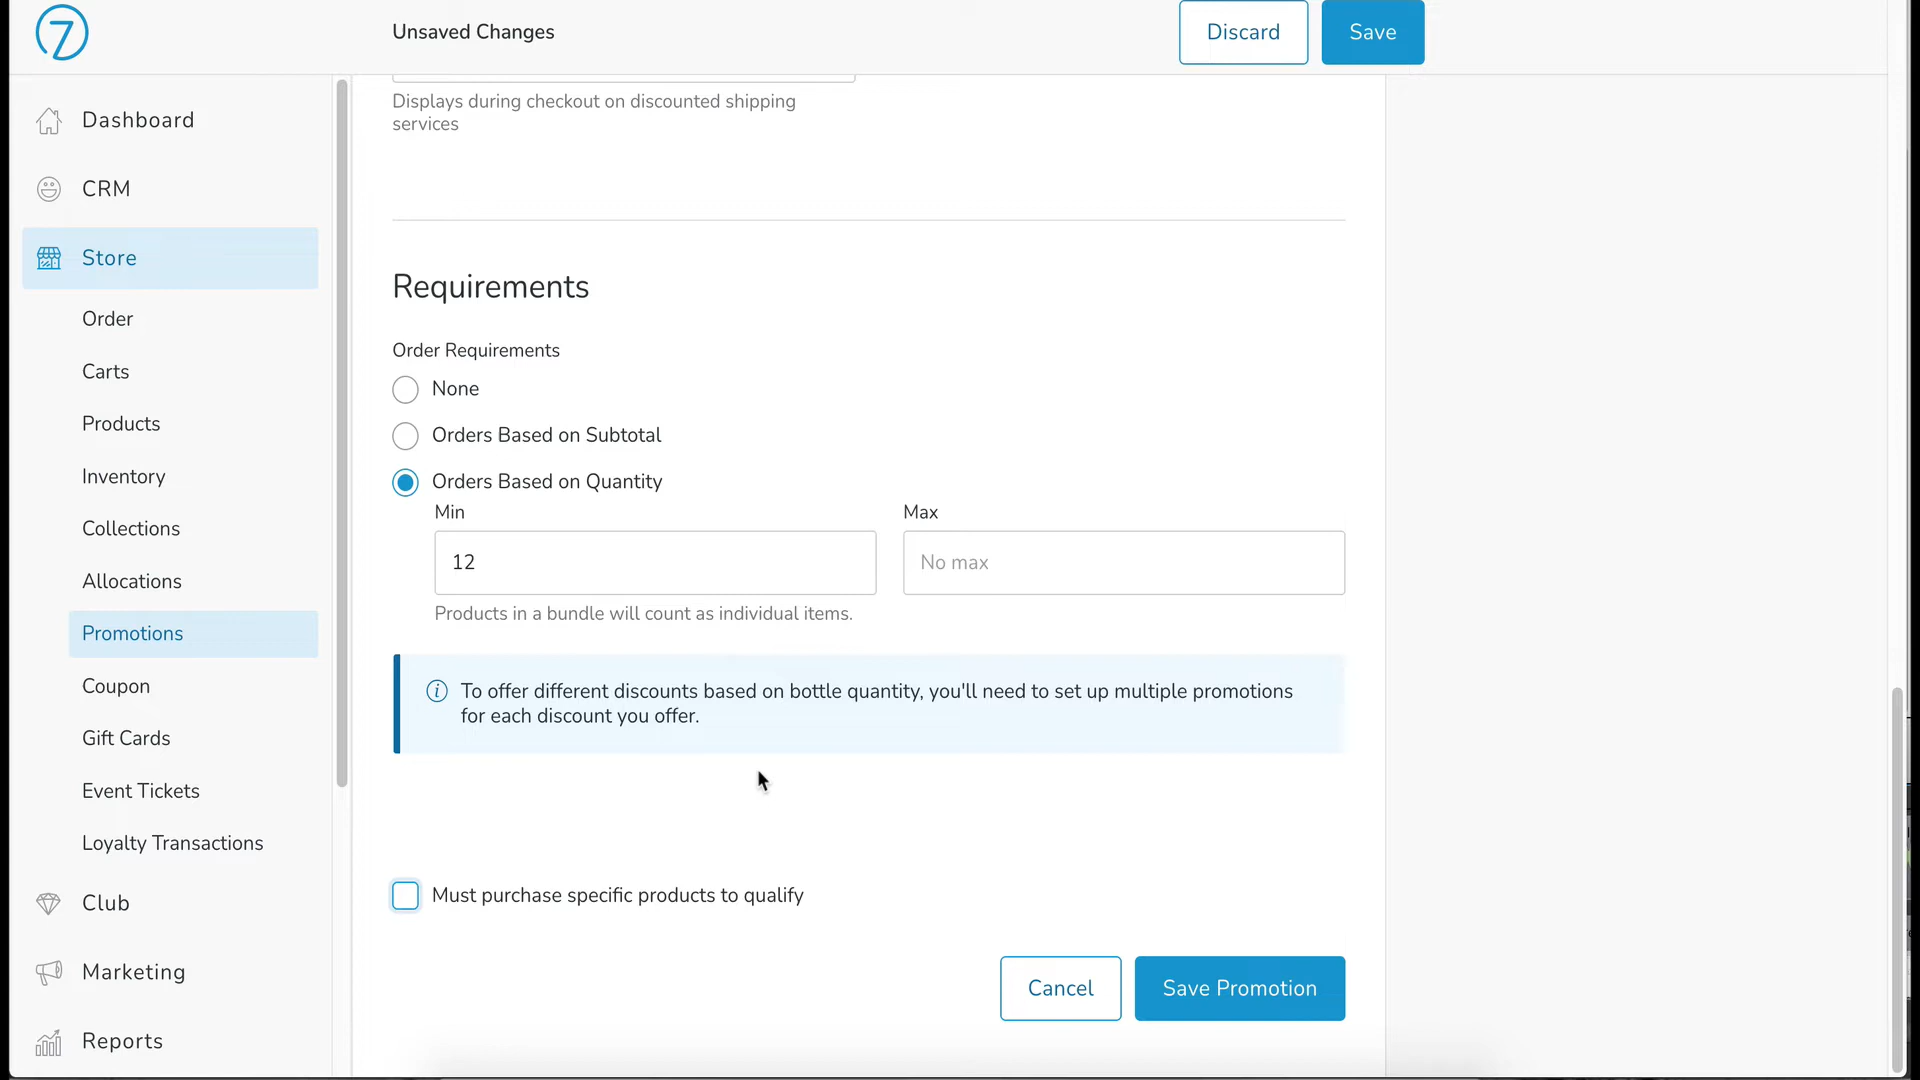 7
Unsaved Changes
Discard
Save
Dashboard
CRM
Store
Order
Carts
Products
Inventory
Collections
Allocations
Promotions
Coupon
Gift Cards
Event Tickets
Loyalty Transactions
Club
Marketing
Reports
Displays during checkout on discounted shipping
services
Requirements
Order Requirements
None
Orders Based on Subtotal
Orders Based on Quantity
Min
Max
12
No max
Products in a bundle will count as individual items.
To offer different discounts based on bottle quantity, you'll need to set up multiple promotions
for each discount you offer.
Must purchase specific products to qualify
Cancel
Save Promotion